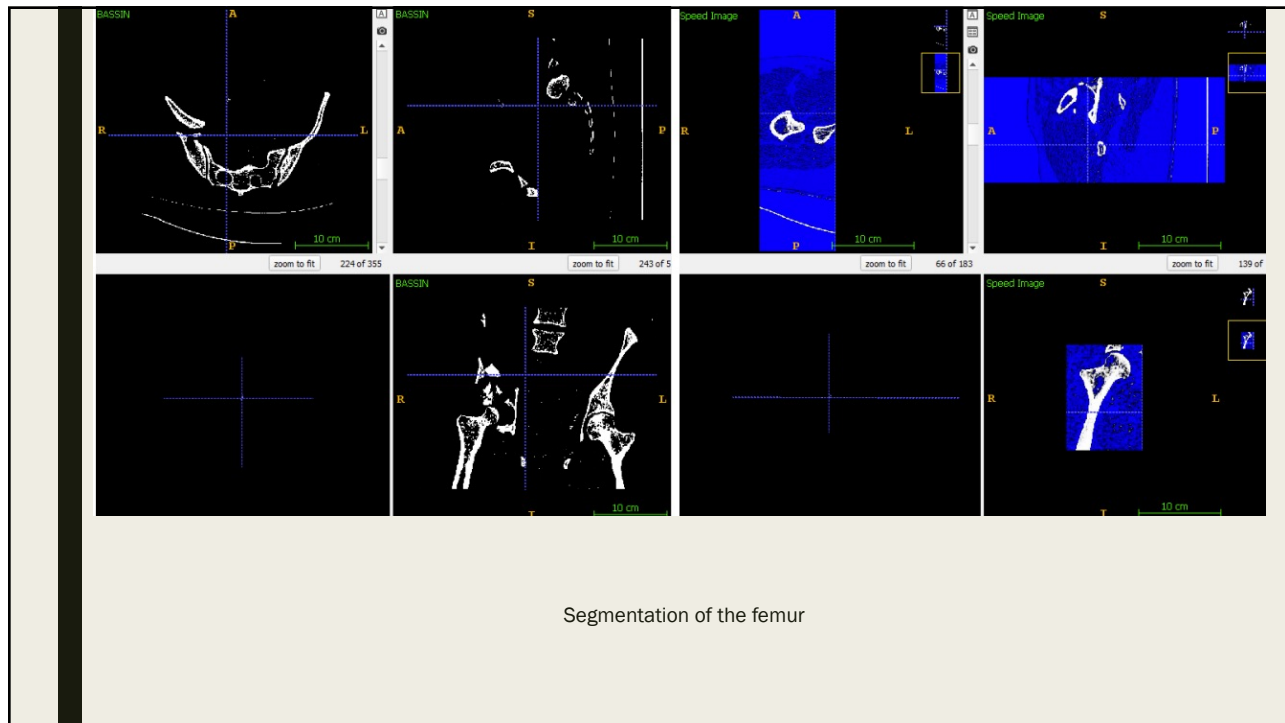 BASSIN
A
R
L
P
10 cm
zoom to fit
224 of 355
BASSIN
S
A
P
I
10 cm
zoom to fit
243 of 5
Speed Image
A
A
R
L
P
10 cm
zoom to fit
66 of 183
Speed Image
S
A
P
I
10 cm
zoom to fit
139 of
BASSIN
S
R
L
I
10 cm
Speed Image
S
R
L
I
10 cm
Segmentation of the femur